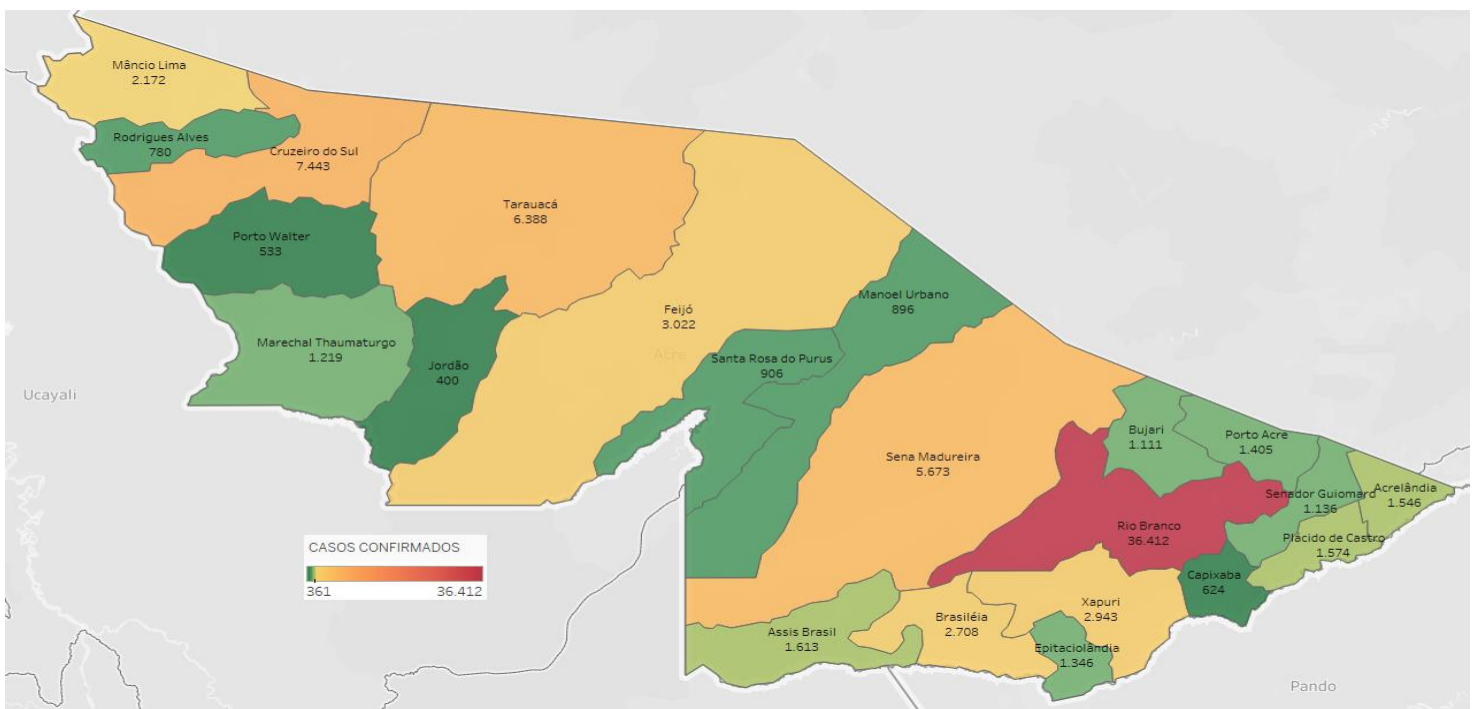 Mâncio Lima
2.172
Rodrigues Alves
780
Cruzeiro do Sul
7.443
Tarauacá
6.388
Porto Walter
533
Marechal Thaumaturgo
1.219
Jordão
400
Feijó
3.022
Acre
Manoel Urbano
896
Santa Rosa do Purus
906
Ucayali
Sena Madureira
5.673
Bujari
1.111
Porto Acre
1.405
Senador Guiomard
1.136
Acrelândia
1.546
Rio Branco
36.412
Plácido de Castro
1.574
Capixaba
624
Xapuri
2.943
Brasiléia
2.708
Assis Brasil
1.613
Epitaciolândia
1.346
Pando
CASOS CONFIRMADOS
361 36.412